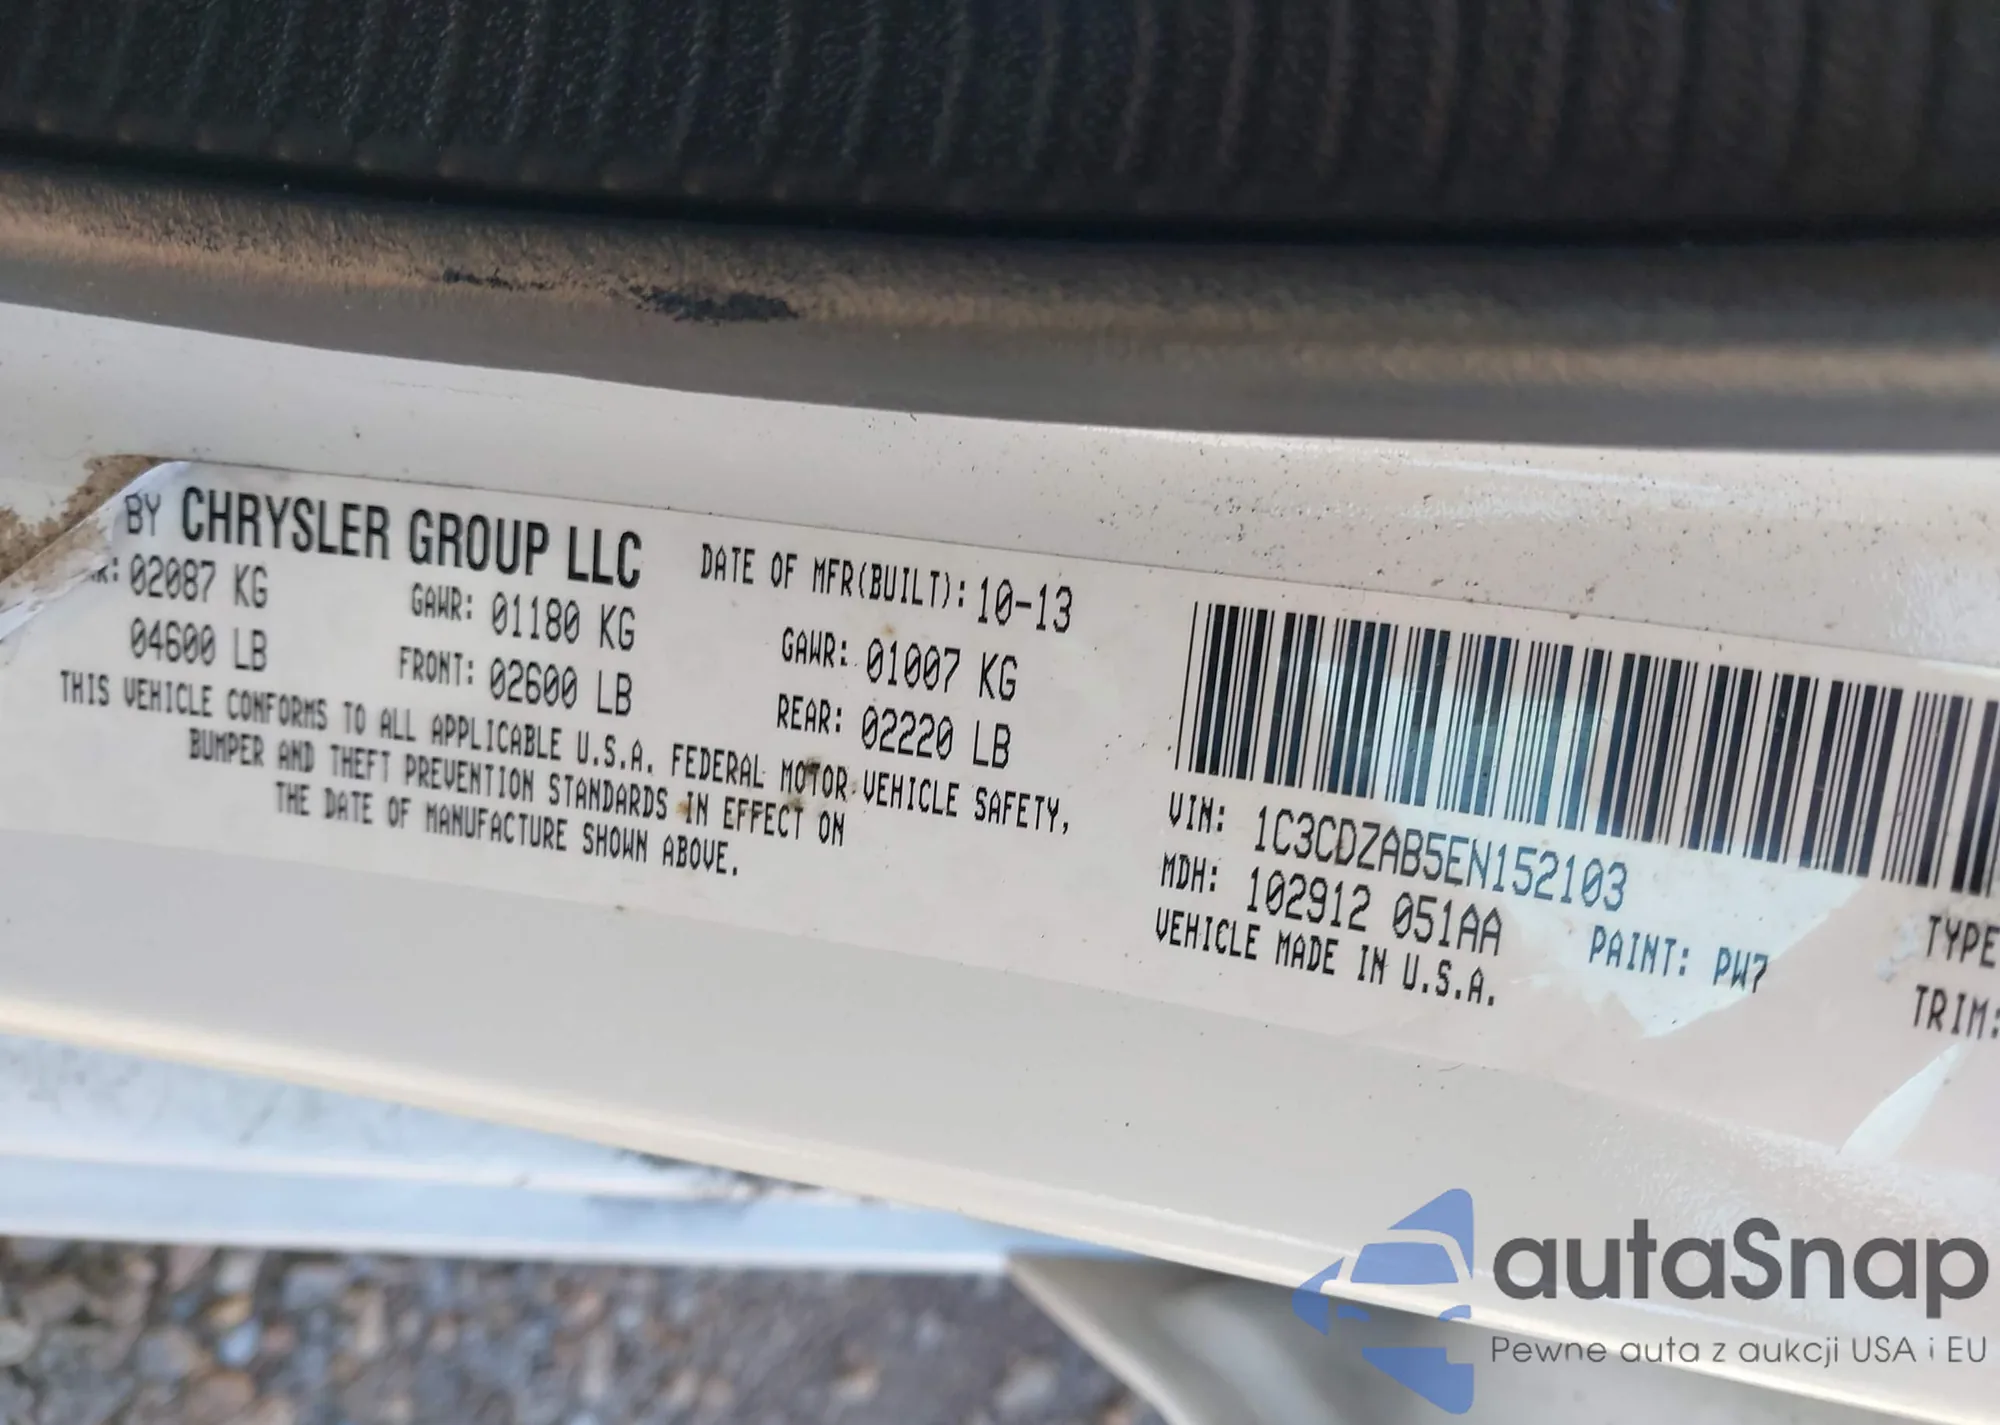 BY CHRYSLER GROUP LLC DATE OF MFR(BUILT): 10-13
02087 KG GAWR: 01180 KG GAWR: 01007 KG
04600 LB FRONT: 02600 LB REAR: 02220 LB
THIS VEHICLE CONFORMS TO ALL APPLICABLE U.S.A. FEDERAL MOTOR VEHICLE SAFETY,
BUMPER AND THEFT PREVENTION STANDARDS IN EFFECT ON
THE DATE OF MANUFACTURE SHOWN ABOVE.
VIN: 1C3CDZAB5EN152103
MDH: 102912 051AA PAINT: PW7 TYPE
VEHICLE MADE IN U.S.A. TRIM:
autaSnap
Pewne auta z aukcji USA i EU